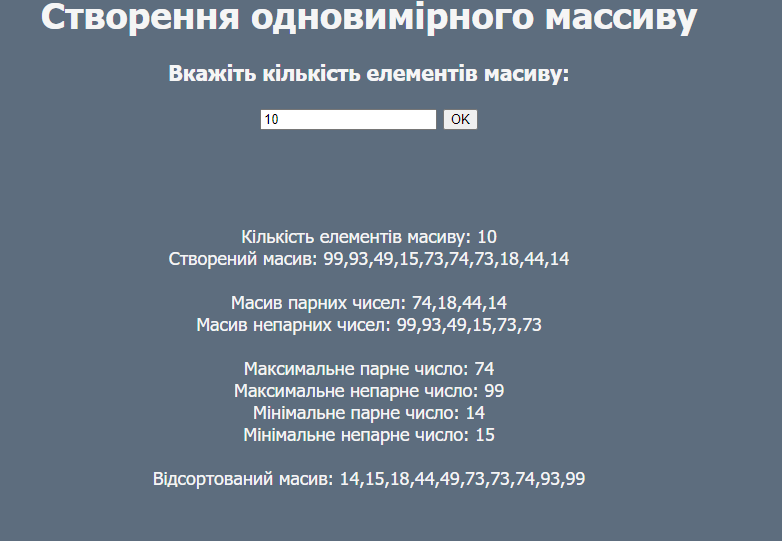 Створення одновимірного массиву
Вкажіть кількість елементів масиву:
10 OK
Кількість елементів масиву: 10
Створений масив: 99,93,49,15,73,74,73,18,44,14
Масив парних чисел: 74,18,44,14
Масив непарних чисел: 99,93,49,15,73,73
Максимальне парне число: 74
Максимальне непарне число: 99
Мінімальне парне число: 14
Мінімальне непарне число: 15
Відсортований масив: 14,15,18,44,49,73,73,74,93,99